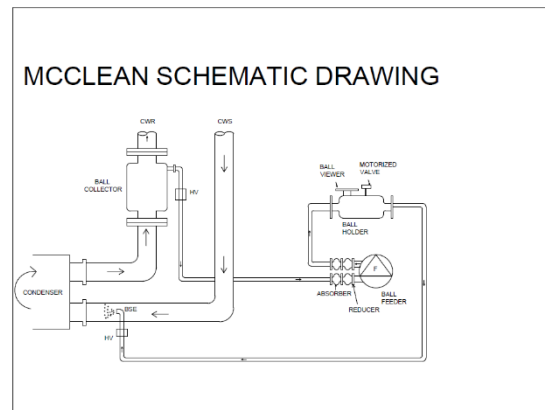 MCCLEAN SCHEMATIC DRAWING
CWR
CWS
BALL
COLLECTOR
HV
BALL
VIEWER
MOTORIZED
VALVE
BALL
HOLDER
CONDENSER
F
ABSORBER
REDUCER
BALL
FEEDER
BSE
HV